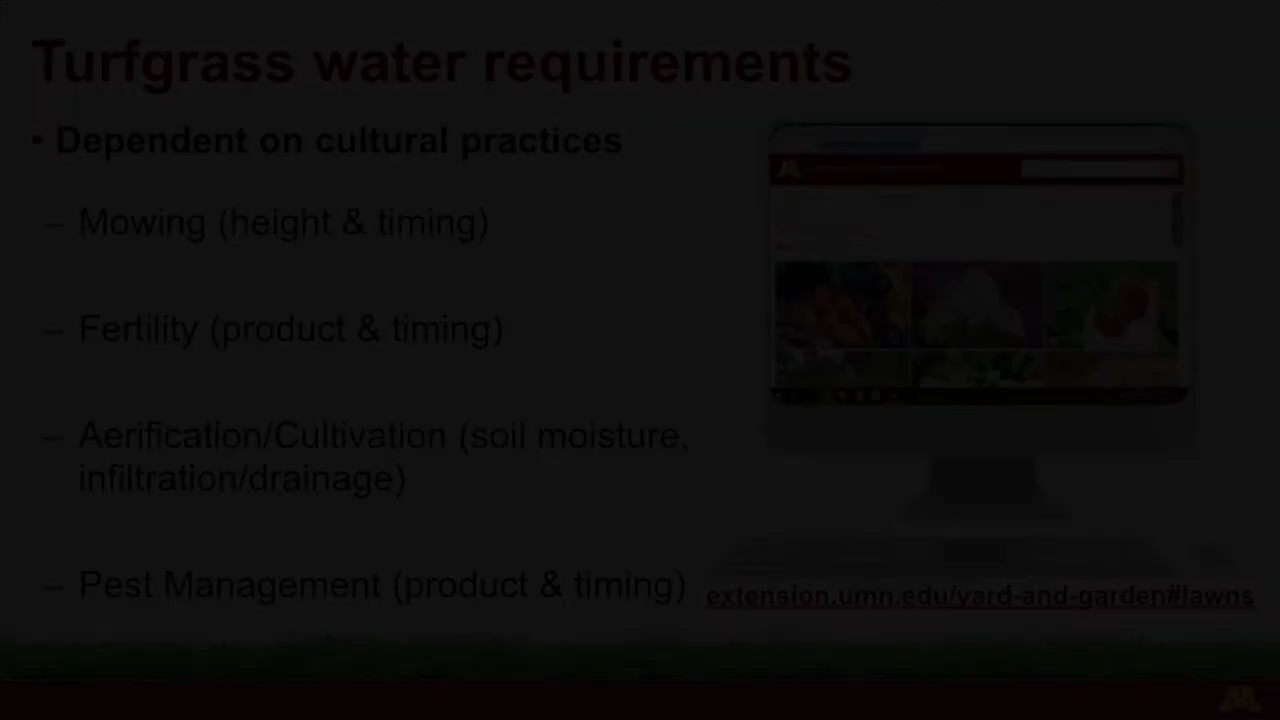 Turfgrass water requirements
• Dependent on cultural practices
– Mowing (height & timing)
– Fertility (product & timing)
– Aerification/Cultivation (soil moisture,
infiltration/drainage)
– Pest Management (product & timing)
extension.umn.edu/yard-and-garden#lawns